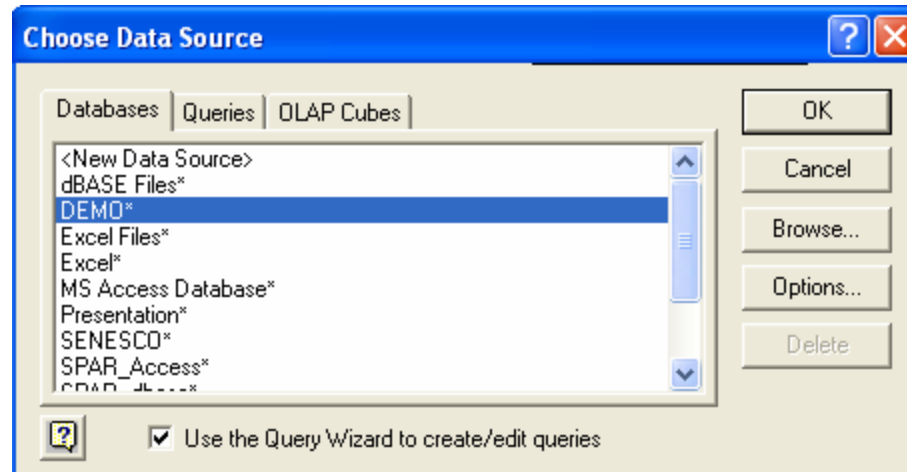 Choose Data Source
Databases Queries OLAP Cubes
<New Data Source>
dBASE Files*
DEMO*
Excel Files*
Excel*
MS Access Database*
Presentation*
SENESCO*
SPAR_Access*
SPAR_dbase*
OK
Cancel
Browse...
Options...
Delete
Use the Query Wizard to create/edit queries